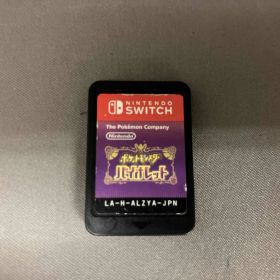 NINTENDO
SWITCH
The Pokémon Company
Nintendo
ポケットモンスター
バイオレット
LA-H-ALZYA-JPN